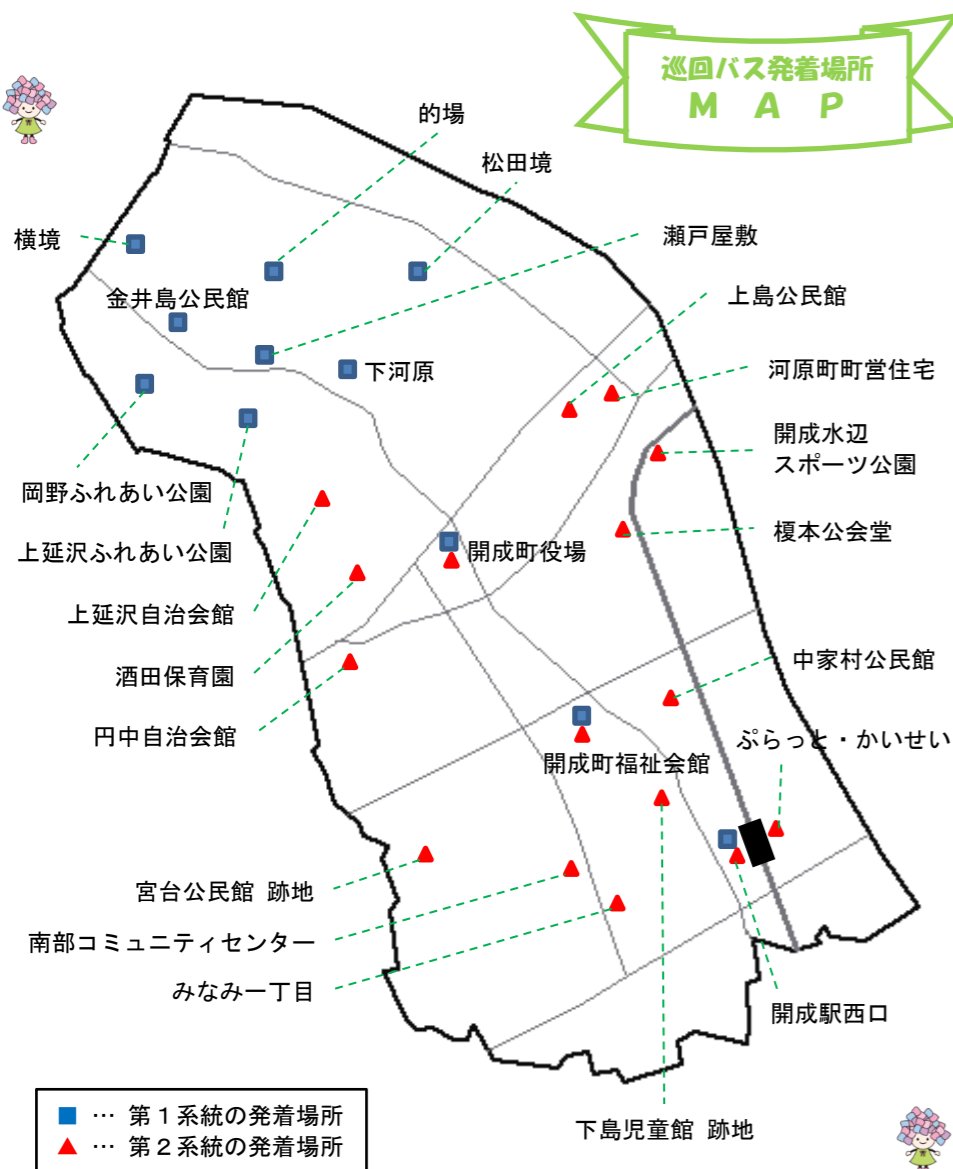 巡回バス発着場所
ＭＡＰ
的場
松田境
横境
瀬戸屋敷
金井島公民館
上島公民館
下河原
河原町町営住宅
開成水辺
スポーツ公園
岡野ふれあい公園
榎本公会堂
上延沢ふれあい公園
開成町役場
上延沢自治会館
酒田保育園
中家村公民館
円中自治会館
ぷらっと・かいせい
開成町福祉会館
宮台公民館 跡地
南部コミュニティセンター
みなみ一丁目
開成駅西口
下島児童館 跡地
… 第１系統の発着場所
… 第２系統の発着場所